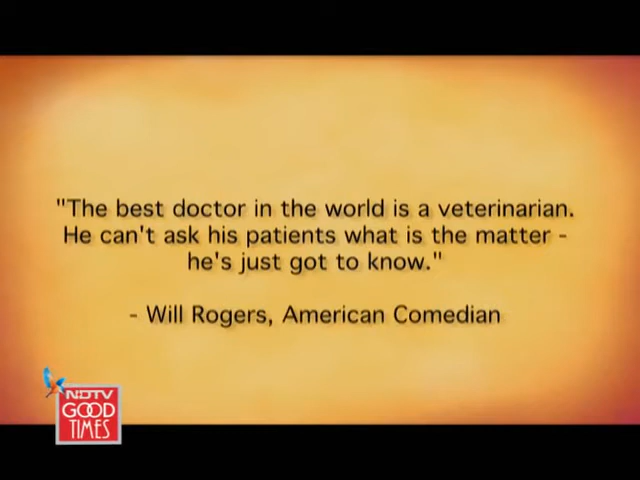 "The best doctor in the world is a veterinarian.
He can't ask his patients what is the matter -
he's just got to know."
- Will Rogers, American Comedian
NDTV
GOOD
TIMES